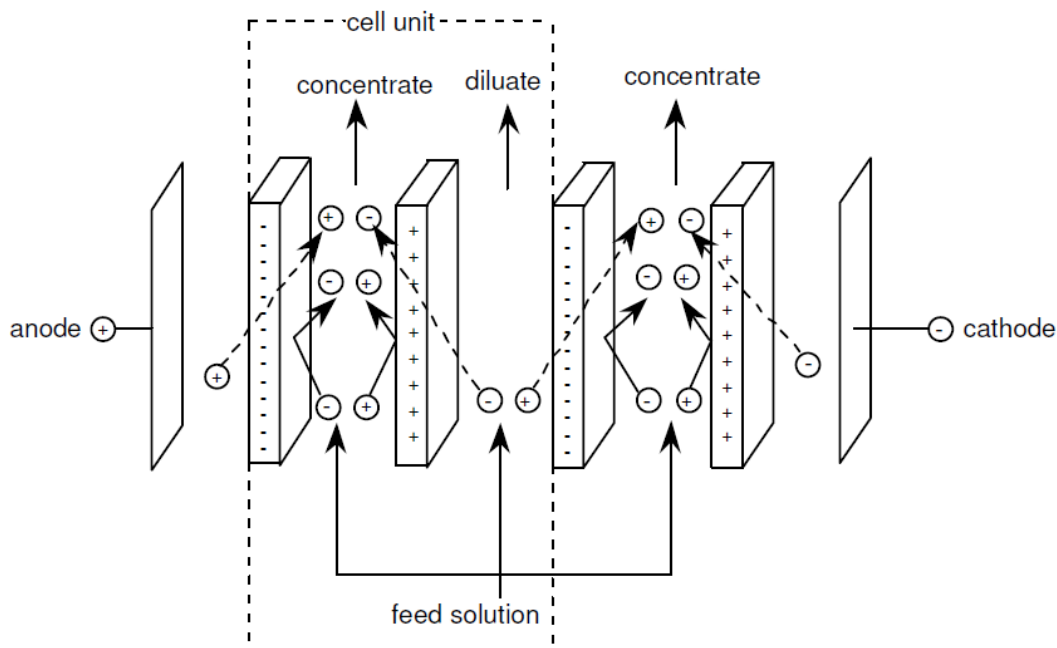 cell unit
concentrate
diluate
concentrate
anode +
- cathode
feed solution